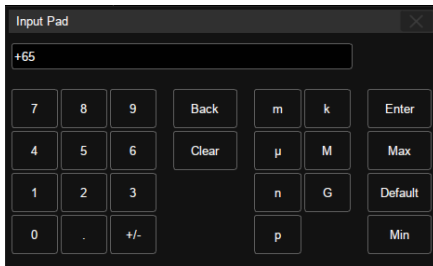 Input Pad
+65
7 8 9 Back m k Enter
4 5 6 Clear μ M Max
1 2 3 n G Default
0 . +/- p Min